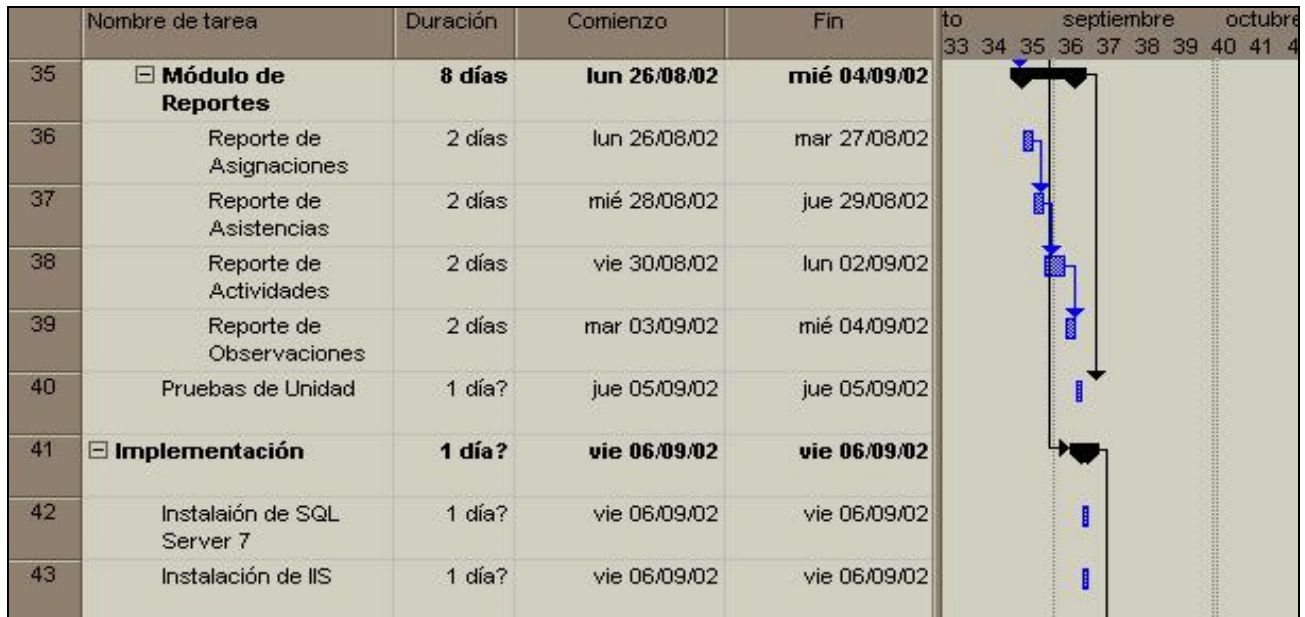 Nombre de tarea Duración Comienzo Fin to septiembre octubre
33 34 35 36 37 38 39 40 41 4
35 Módulo de Reportes 8 días lun 26/08/02 mié 04/09/02
36 Reporte de Asignaciones 2 días lun 26/08/02 mar 27/08/02
37 Reporte de Asistencias 2 días mié 28/08/02 jue 29/08/02
38 Reporte de Actividades 2 días vie 30/08/02 lun 02/09/02
39 Reporte de Observaciones 2 días mar 03/09/02 mié 04/09/02
40 Pruebas de Unidad 1 día? jue 05/09/02 jue 05/09/02
41 Implementación 1 día? vie 06/09/02 vie 06/09/02
42 Instalaión de SQL Server 7 1 día? vie 06/09/02 vie 06/09/02
43 Instalación de IIS 1 día? vie 06/09/02 vie 06/09/02